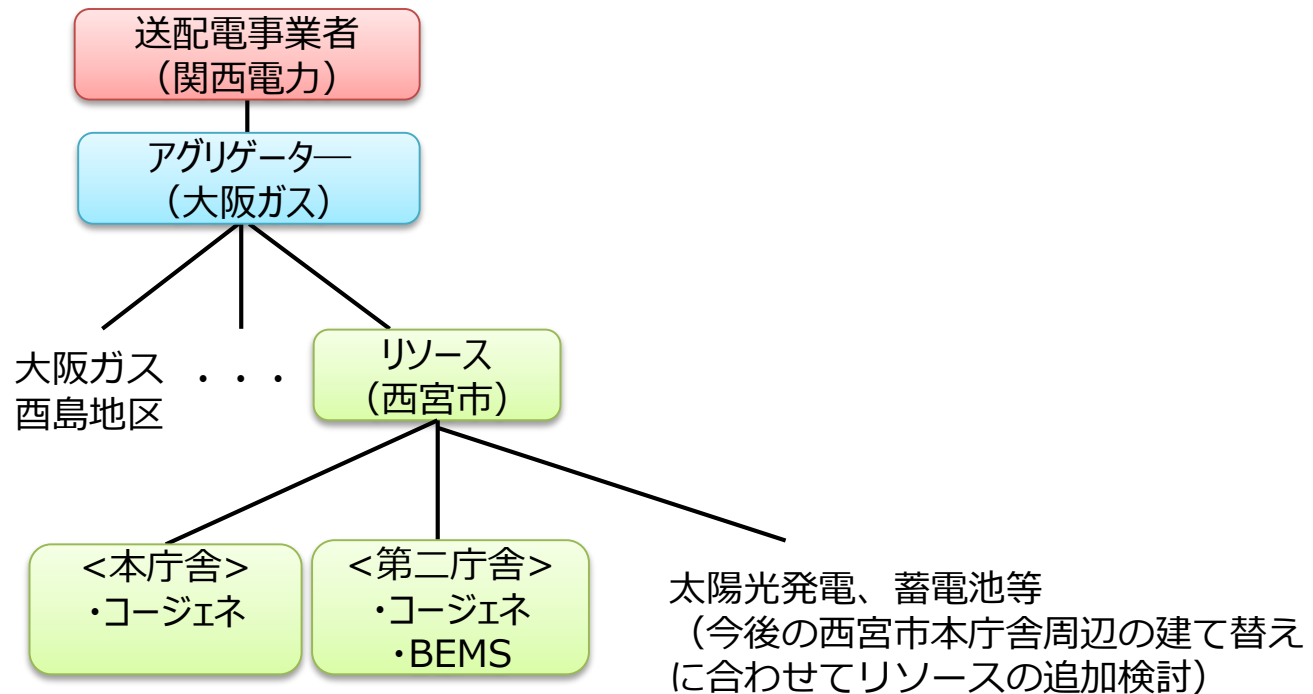 送配電事業者
（関西電力）
アグリゲーター
（大阪ガス）
大阪ガス ・・・
酉島地区
リソース
（西宮市）
<本庁舎>
・コージェネ
<第二庁舎>
・コージェネ
・BEMS
太陽光発電、蓄電池等
（今後の西宮市本庁舎周辺の建て替え
に合わせてリソースの追加検討）